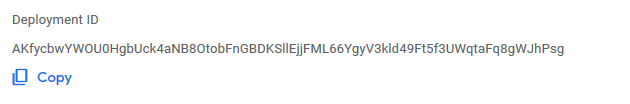 Deployment ID
AKfycbwYWOU0HgbUck4aNB8OtobFnGBDKSllEjjFML66YgyV3kld49Ft5f3UWqtaFq8gWJhPsg
Copy